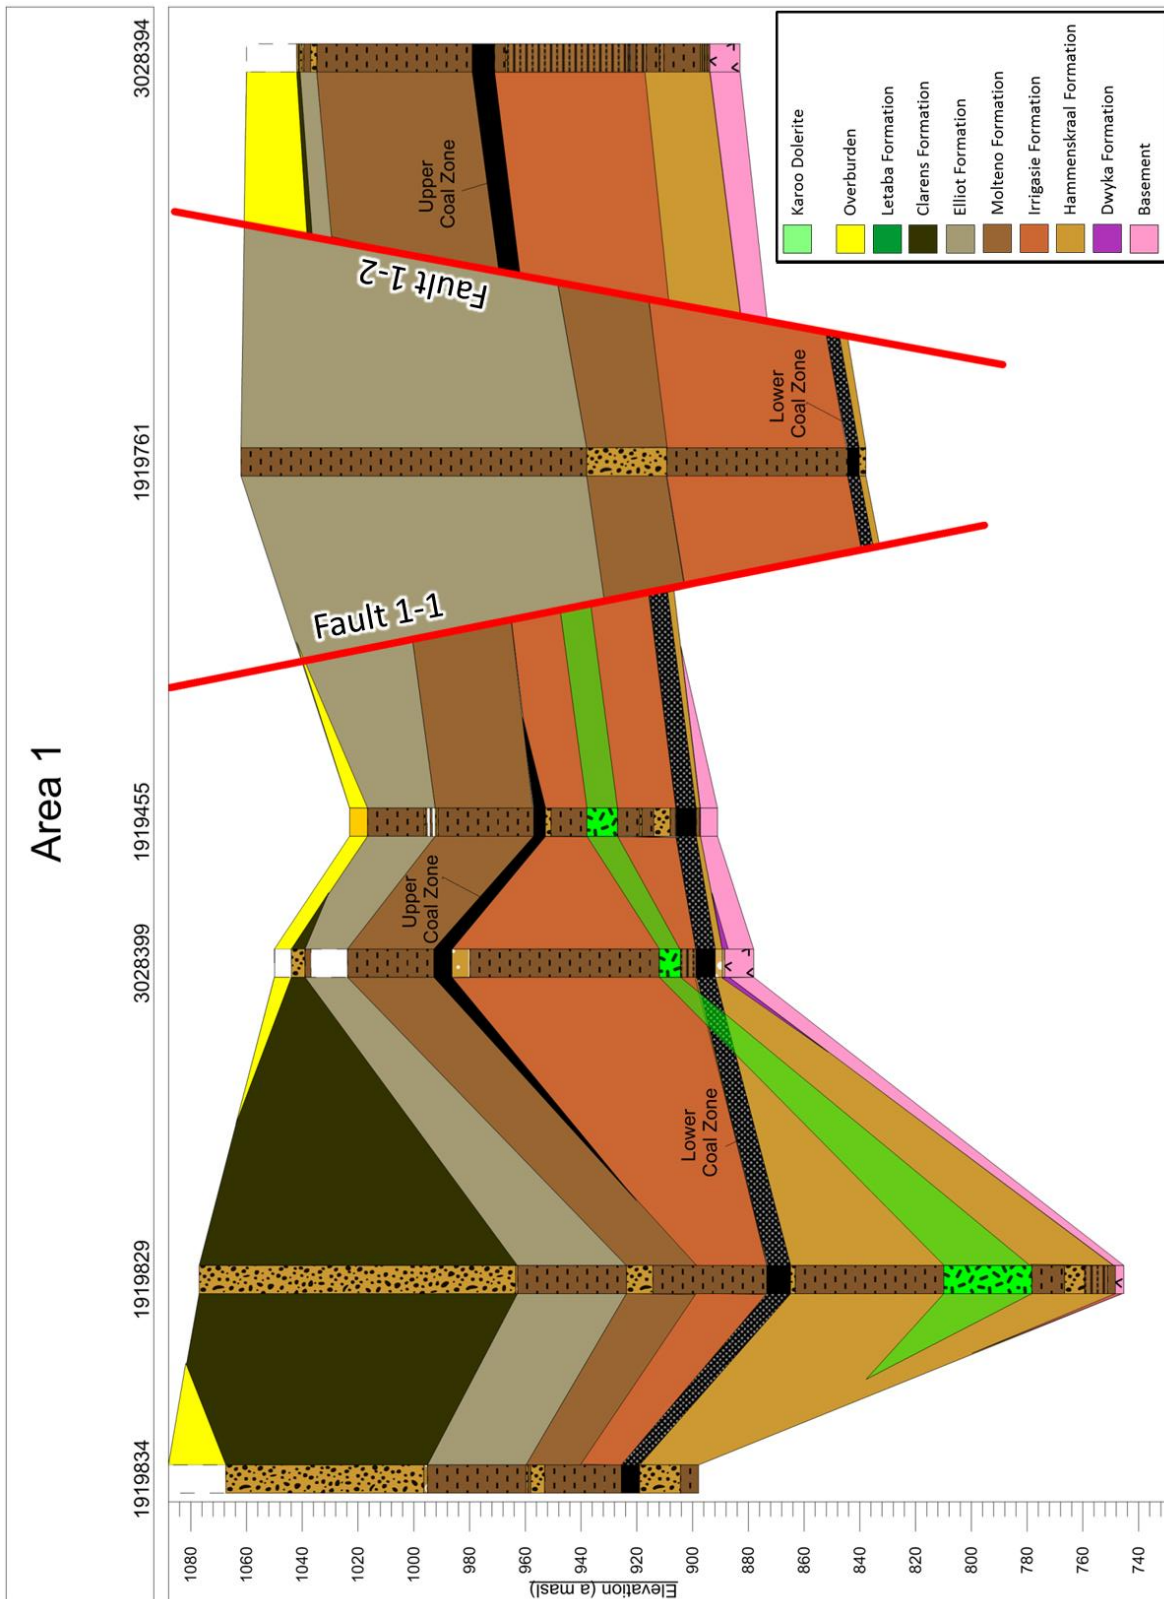 Area 1
1919834
1919829
3028399
1919455
1919761
3028394
Elevation (a masl)
1080
1060
1040
1020
1000
980
960
940
920
900
880
860
840
820
800
780
760
740
Upper
Coal Zone
Lower
Coal Zone
Fault 1-1
Fault 1-2
Lower
Coal Zone
Upper
Coal Zone
Karoo Dolerite
Overburden
Letaba Formation
Clarens Formation
Elliot Formation
Molteno Formation
Irrigasie Formation
Hammenskraal Formation
Dwyka Formation
Basement